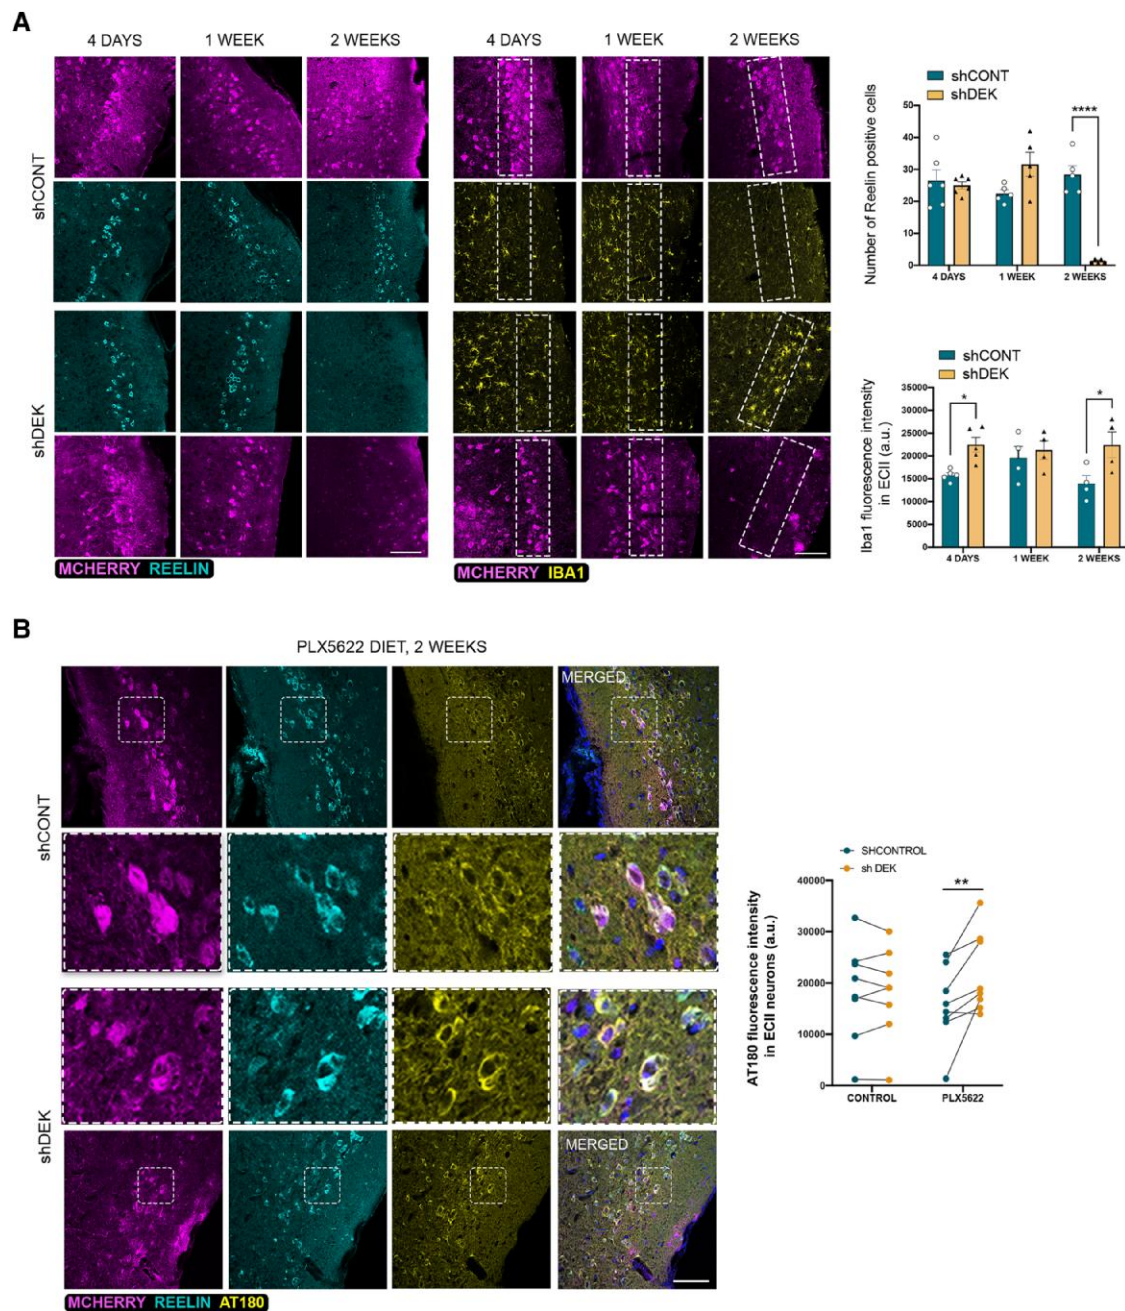 A
4 DAYS 1 WEEK 2 WEEKS
shCONT
shDEK
MCHERRY REELIN
4 DAYS 1 WEEK 2 WEEKS
MCHERRY IBA1
shCONT
shDEK
Number of Reelin positive cells
50
40
30
20
10
0
****
4 DAYS 1 WEEK 2 WEEKS
shCONT
shDEK
Iba1 fluorescence intensity
in ECII (a.u.)
35000
30000
25000
20000
15000
10000
5000
0
* *
4 DAYS 1 WEEK 2 WEEKS
B
PLX5622 DIET, 2 WEEKS
MERGED
shCONT
shDEK
MERGED
MCHERRY REELIN AT180
SHCONTROL
sh DEK
AT180 fluorescence intensity
in ECII neurons (a.u.)
40000
30000
20000
10000
0
**
CONTROL PLX5622